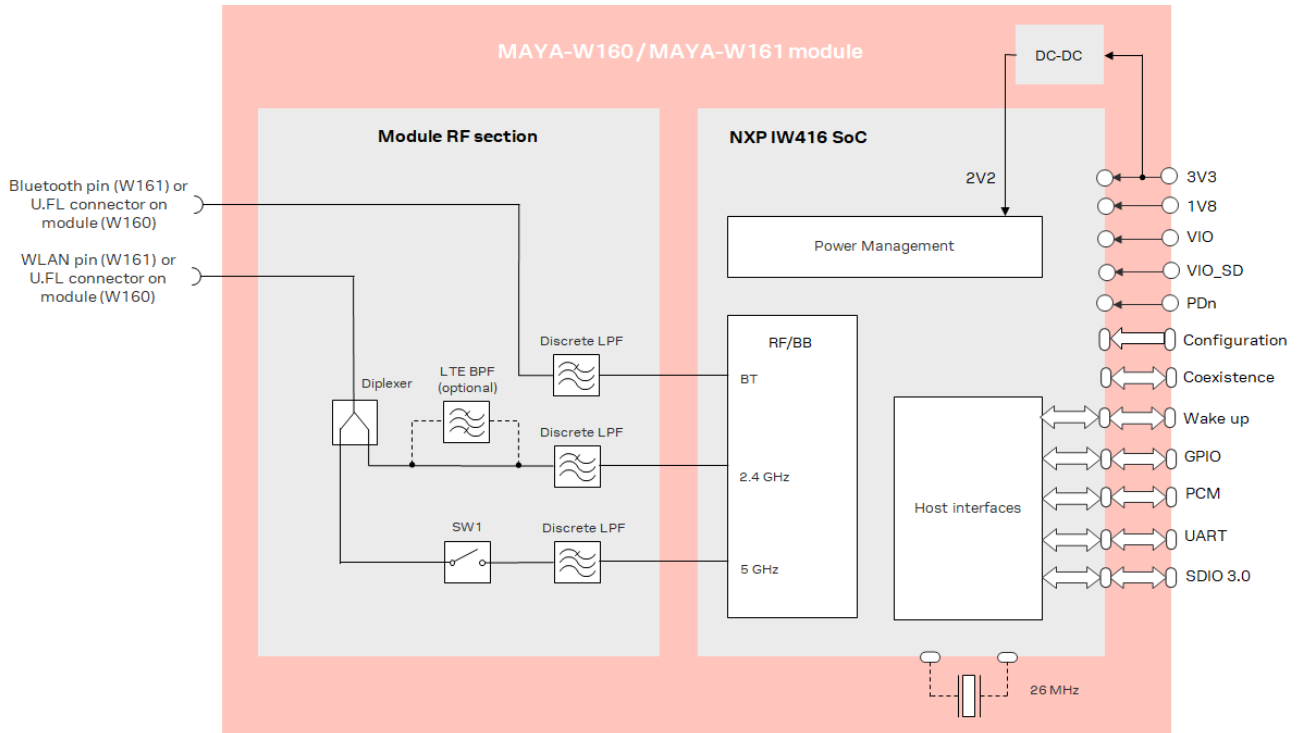 MAYA-W160 / MAYA-W161 module
DC-DC
Module RF section
NXP IW416 SoC
Bluetooth pin (W161) or
U.FL connector on
module (W160)
WLAN pin (W161) or
U.FL connector on
module (W160)
2V2
Power Management
3V3
1V8
VIO
VIO_SD
PDn
Configuration
Coexistence
Wake up
GPIO
PCM
UART
SDIO 3.0
Discrete LPF
RF/BB
BT
Diplexer
LTE BPF
(optional)
Discrete LPF
2.4 GHz
SW1
Discrete LPF
5 GHz
Host interfaces
26 MHz